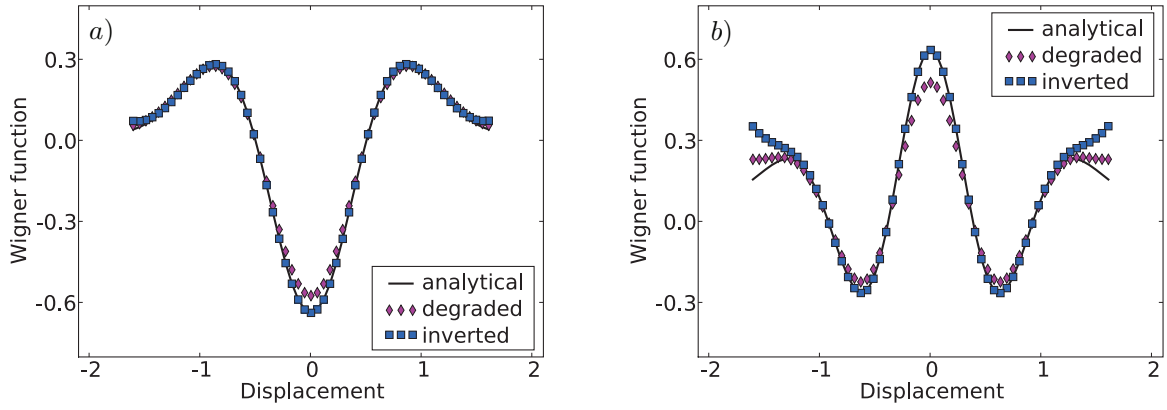 a)
0.3
0.0
-0.3
-0.6
Wigner function
analytical
degraded
inverted
-2
-1
0
1
2
Displacement
b)
0.6
0.3
0.0
-0.3
Wigner function
analytical
degraded
inverted
-2
-1
0
1
2
Displacement